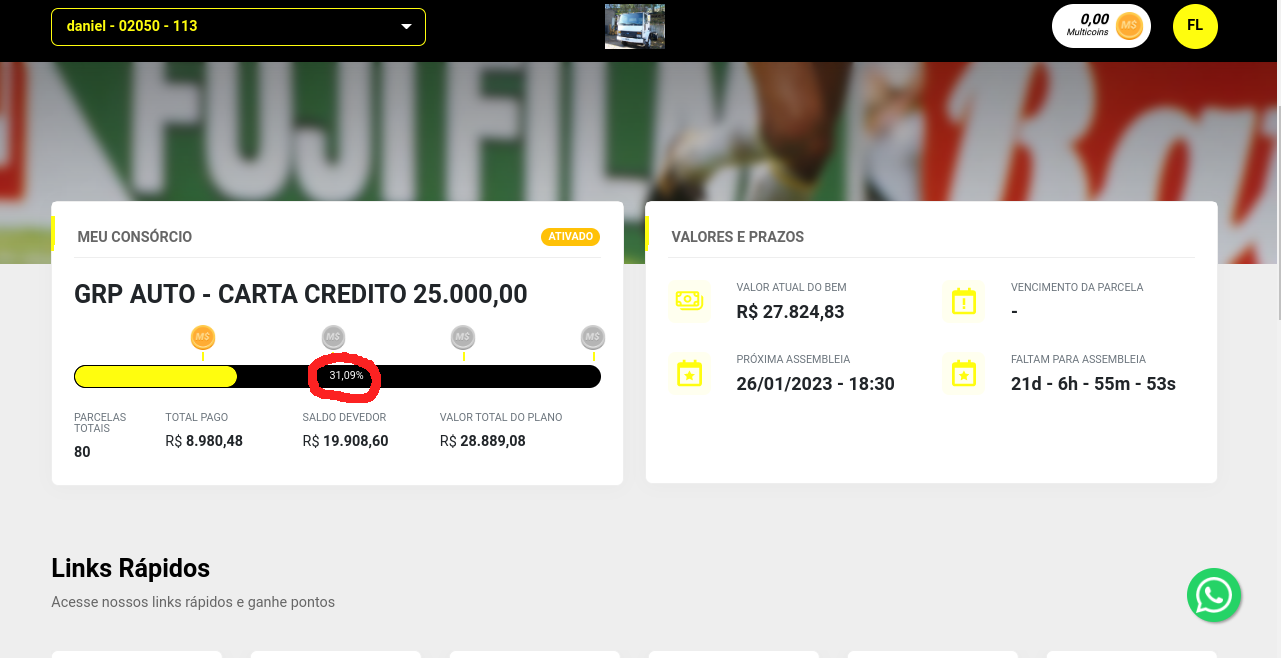 daniel - 02050 - 113
0,00
Multicoins
M$
FL
FUJIFILM
MEU CONSÓRCIO
ATIVADO
GRP AUTO - CARTA CREDITO 25.000,00
M$ M$ M$ M$
31,09%
PARCELAS
TOTAIS
80
TOTAL PAGO
R$ 8.980,48
SALDO DEVEDOR
R$ 19.908,60
VALOR TOTAL DO PLANO
R$ 28.889,08
VALORES E PRAZOS
VALOR ATUAL DO BEM
R$ 27.824,83
VENCIMENTO DA PARCELA
-
PRÓXIMA ASSEMBLEIA
26/01/2023 - 18:30
FALTAM PARA ASSEMBLEIA
21d - 6h - 55m - 53s
Links Rápidos
Acesse nossos links rápidos e ganhe pontos